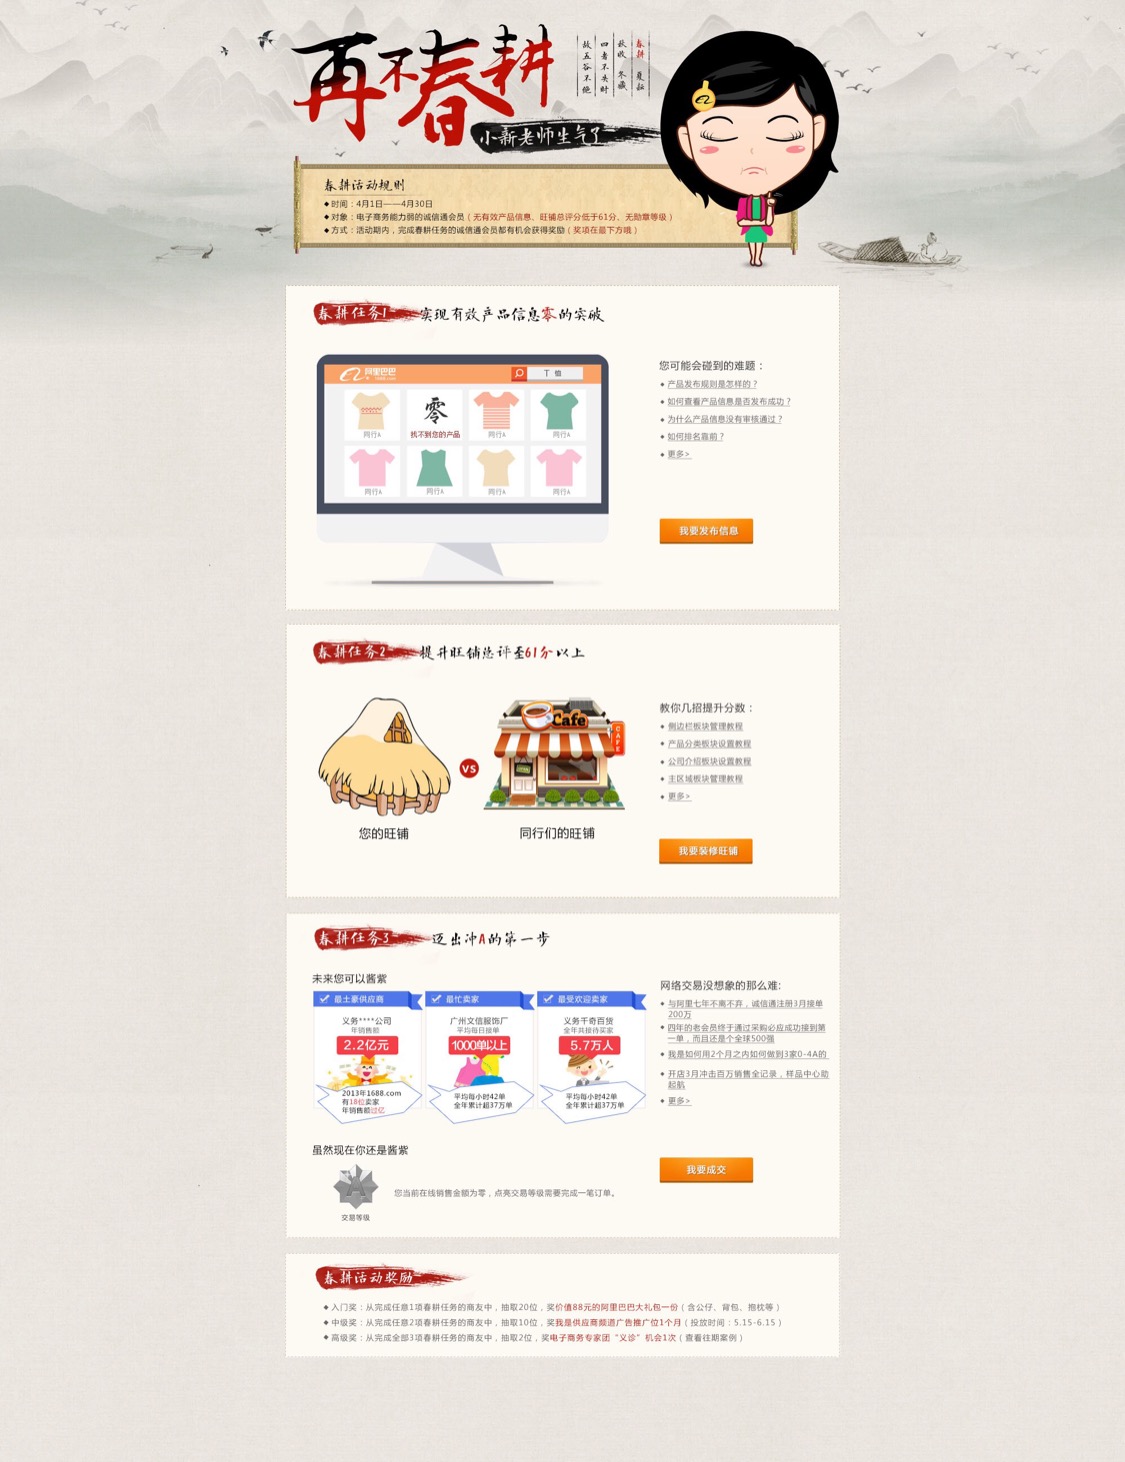 再不春耕
春耕 夏耘
秋收 冬藏
四者不失时
故五谷不绝
小新老师生气了
春耕活动规则
◆ 时间：4月1日——4月30日
◆ 对象：电子商务能力弱的诚信通会员（无有效产品信息、旺铺总评分低于61分、无勋章等级）
◆ 方式：活动期内，完成春耕任务的诚信通会员都有机会获得奖励（奖项在最下方哦）
春耕任务1 实现有效产品信息零的突破
阿里巴巴
1688.com
T 恤
零
同行A
找不到您的产品
同行A
同行A
同行A
同行A
同行A
同行A
您可能会碰到的难题：
◆ 产品发布规则是怎样的？
◆ 如何查看产品信息是否发布成功？
◆ 为什么产品信息没有审核通过？
◆ 如何排名靠前？
◆ 更多>
我要发布信息
春耕任务2 提升旺铺总评至61分以上
Cafe
CAFE
OPEN
VS
您的旺铺
同行们的旺铺
教你几招提升分数：
◆ 侧边栏板块管理教程
◆ 产品分类板块设置教程
◆ 公司介绍板块设置教程
◆ 主区域板块管理教程
◆ 更多>
我要装修旺铺
春耕任务3 迈出冲A的第一步
未来您可以酱紫
最土豪供应商
义务****公司
年销售额
2.2亿元
2013年1688.com
有18位卖家
年销售额过亿
最忙卖家
广州文信服饰厂
平均每日接单
1000单以上
平均每小时42单
全年累计超37万单
最受欢迎卖家
义务千奇百货
全年共接待买家
5.7万人
平均每小时42单
全年累计超37万单
网络交易没想象的那么难:
◆ 与阿里七年不离不弃，诚信通注册3月接单
200万
◆ 四年的老会员终于通过采购必应成功接到第
一单，而且还是个全球500强
◆ 我是如何用2个月之内如何做到3家0-4A的
◆ 开店3月冲击百万销售全记录，样品中心助
起航
◆ 更多>
我要成交
虽然现在你还是酱紫
A
交易等级
您当前在线销售金额为零，点亮交易等级需要完成一笔订单。
春耕活动奖励
◆ 入门奖：从完成任意1项春耕任务的商友中，抽取20位，奖价值88元的阿里巴巴大礼包一份（含公仔、背包、抱枕等）
◆ 中级奖：从完成任意2项春耕任务的商友中，抽取10位，奖我是供应商频道广告推广位1个月（投放时间：5.15-6.15）
◆ 高级奖：从完成全部3项春耕任务的商友中，抽取2位，奖电子商务专家团“义诊”机会1次（查看往期案例）